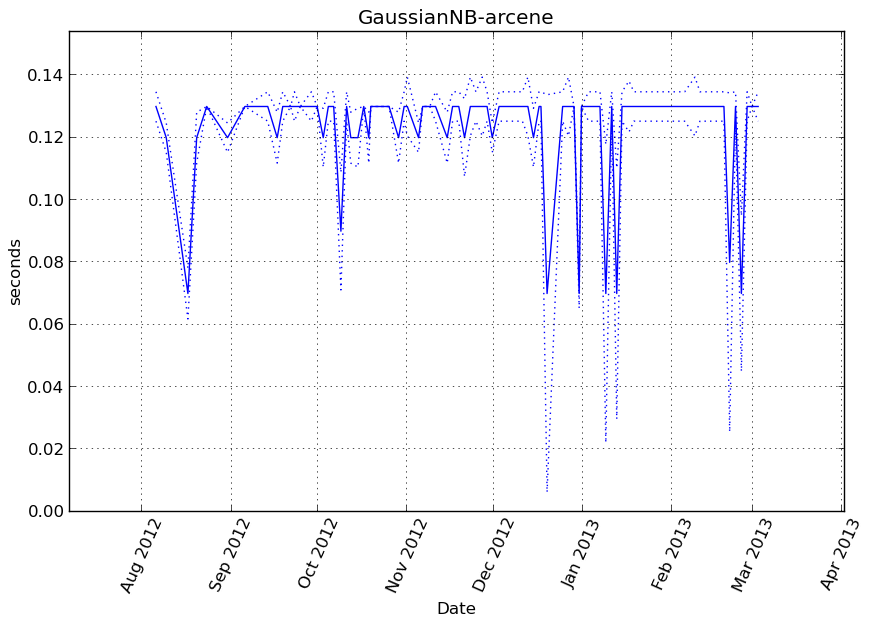 GaussianNB-arcene
0.14
0.12
0.10
0.08
0.06
0.04
0.02
0.00
seconds
Aug 2012
Sep 2012
Oct 2012
Nov 2012
Dec 2012
Jan 2013
Feb 2013
Mar 2013
Apr 2013
Date